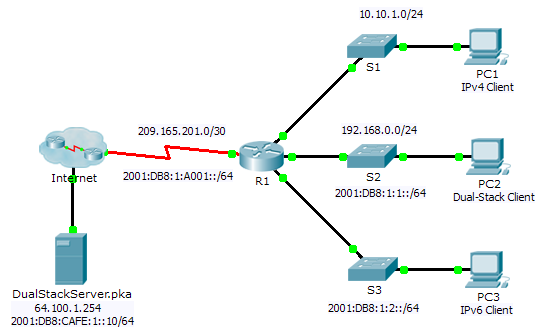 10.10.1.0/24
S1
PC1
IPv4 Client
209.165.201.0/30
192.168.0.0/24
Internet
2001:DB8:1:A001::/64
R1
S2
2001:DB8:1:1::/64
PC2
Dual-Stack Client
DualStackServer.pka
64.100.1.254
2001:DB8:CAFE:1::10/64
S3
2001:DB8:1:2::/64
PC3
IPv6 Client